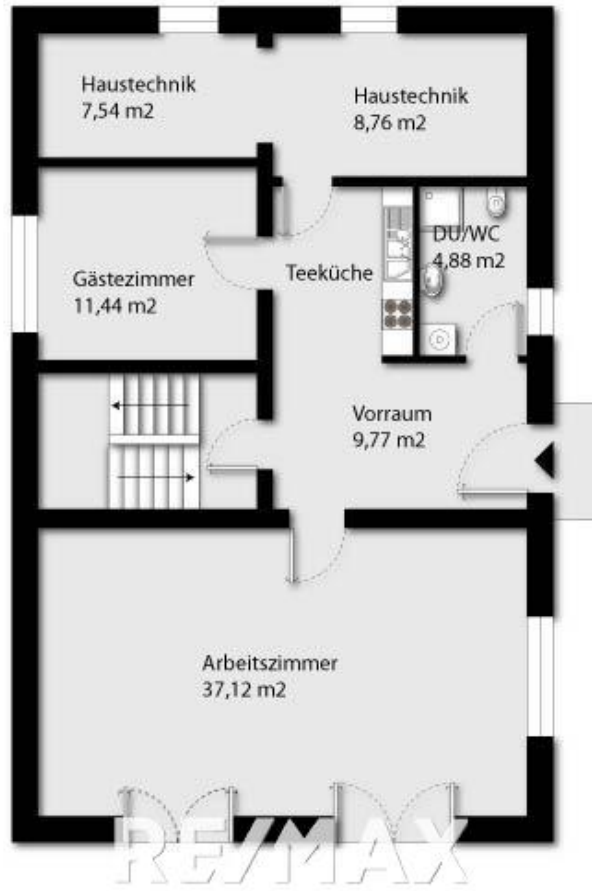 Haustechnik
7,54 m2
Haustechnik
8,76 m2
Gästezimmer
11,44 m2
Teeküche
DU/WC
4,88 m2
Vorraum
9,77 m2
Arbeitszimmer
37,12 m2
RE/MAX